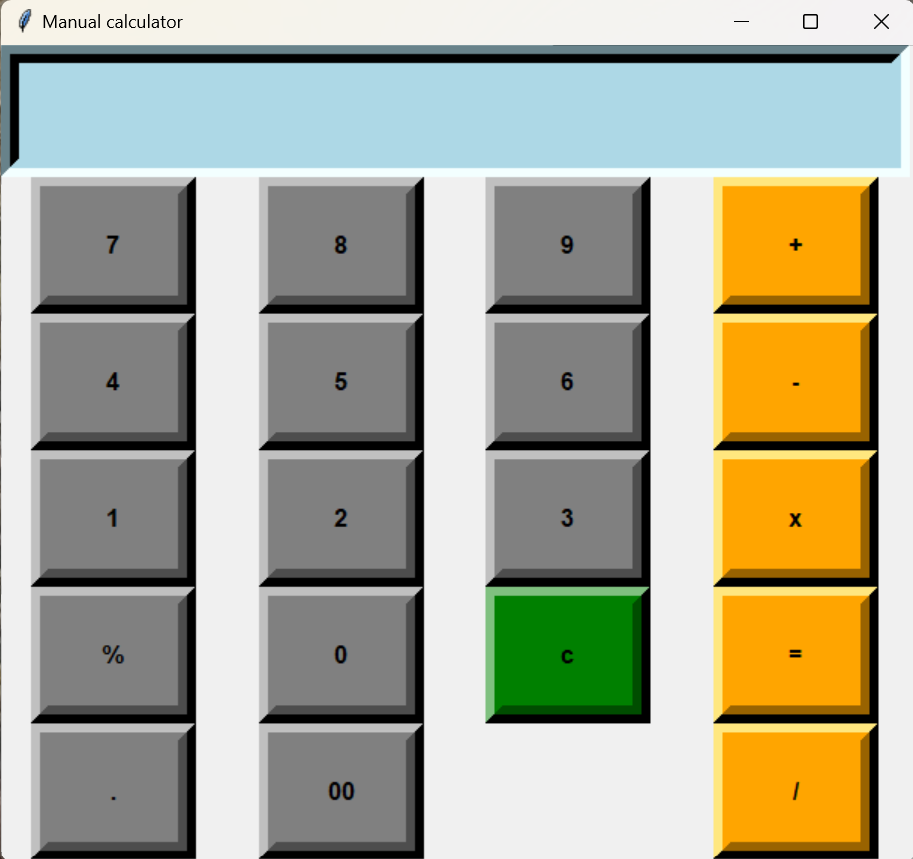 Manual calculator
7 8 9 +
4 5 6 -
1 2 3 x
% 0 c =
. 00 /